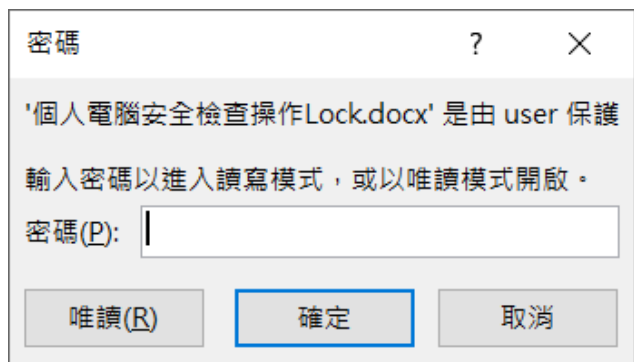 密碼 ?
'個人電腦安全檢查操作Lock.docx' 是由 user 保護
輸入密碼以進入讀寫模式，或以唯讀模式開啟。
密碼(P):
唯讀(R) 確定 取消